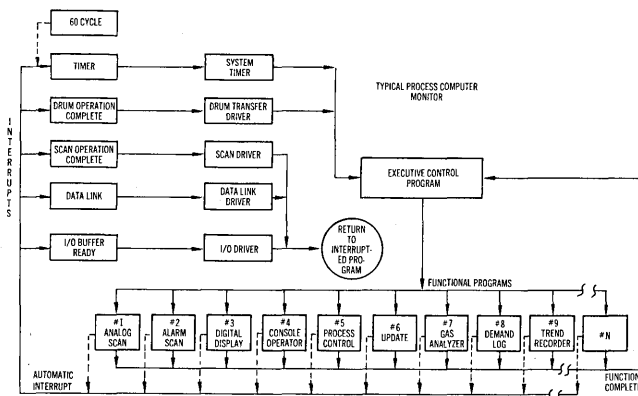 60 CYCLE
TIMER
SYSTEM
TIMER
TYPICAL PROCESS COMPUTER
MONITOR
DRUM OPERATION
COMPLETE
DRUM TRANSFER
DRIVER
INTERRUPTS
SCAN OPERATION
COMPLETE
SCAN DRIVER
EXECUTIVE CONTROL
PROGRAM
DATA LINK
DATA LINK
DRIVER
I/O BUFFER
READY
I/O DRIVER
RETURN
TO
INTERRUPT-
ED PRO-
GRAM
FUNCTIONAL PROGRAMS
#1
ANALOG
SCAN
#2
ALARM
SCAN
#3
DIGITAL
DISPLAY
#4
CONSOLE
OPERATOR
#5
PROCESS
CONTROL
#6
UPDATE
#7
GAS
ANALYZER
#8
DEMAND
LOG
#9
TREND
RECORDER
#N
AUTOMATIC
INTERRUPT
FUNCTION
COMPLETE